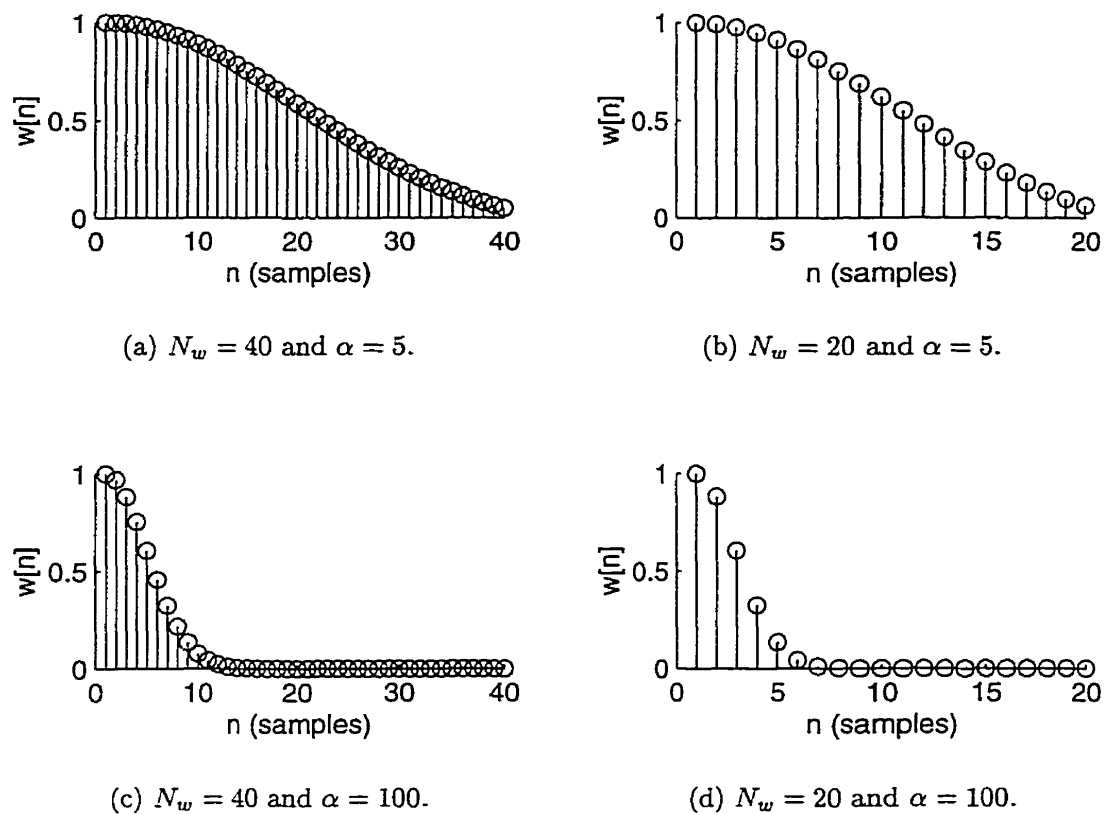 1
0.5
0
w[n]
0 10 20 30 40
n (samples)
(a) N_w = 40 and α = 5.
1
0.5
0
w[n]
0 5 10 15 20
n (samples)
(b) N_w = 20 and α = 5.
1
0.5
0
w[n]
0 10 20 30 40
n (samples)
(c) N_w = 40 and α = 100.
1
0.5
0
w[n]
0 5 10 15 20
n (samples)
(d) N_w = 20 and α = 100.